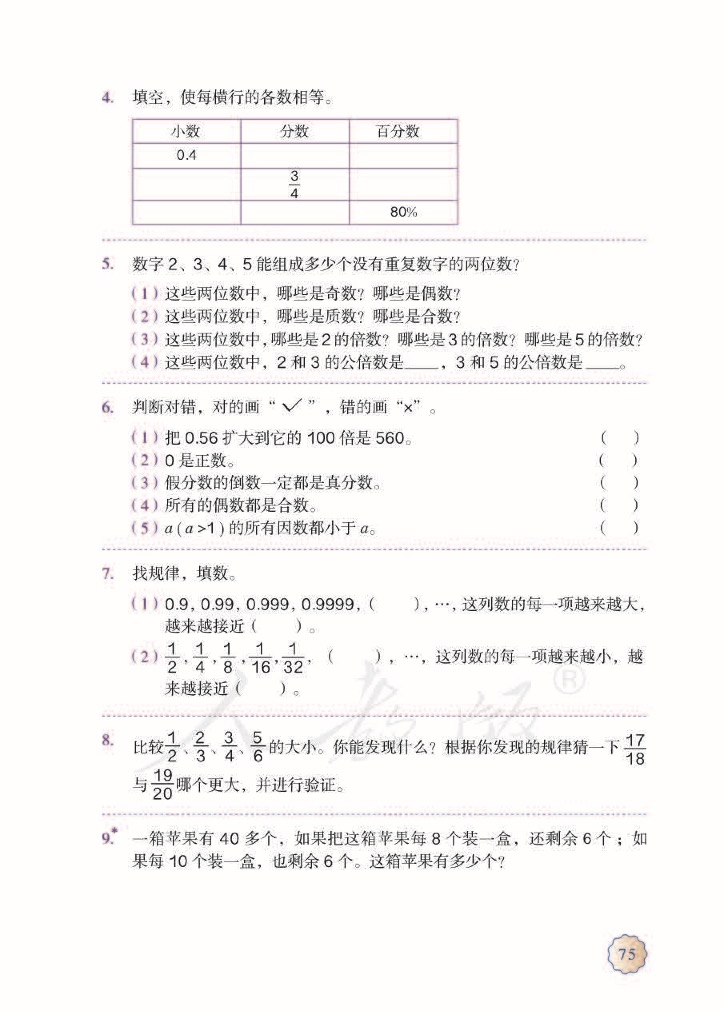 4. 填空，使每横行的各数相等。
小数 分数 百分数
0.4
3/4
80%
5. 数字 2、3、4、5 能组成多少个没有重复数字的两位数？
（1）这些两位数中，哪些是奇数？哪些是偶数？
（2）这些两位数中，哪些是质数？哪些是合数？
（3）这些两位数中，哪些是2的倍数？哪些是3的倍数？哪些是5的倍数？
（4）这些两位数中，2 和 3 的公倍数是____，3 和 5 的公倍数是____。
6. 判断对错，对的画“✓”，错的画“×”。
（1）把 0.56 扩大到它的 100 倍是 560。（ ）
（2）0 是正数。（ ）
（3）假分数的倒数一定都是真分数。（ ）
（4）所有的偶数都是合数。（ ）
（5）a（a>1）的所有因数都小于 a。（ ）
7. 找规律，填数。
（1）0.9, 0.99, 0.999, 0.9999,（ ），…，这列数的每一项越来越大，
越来越接近（ ）。
（2）1/2, 1/4, 1/8, 1/16, 1/32,（ ），…，这列数的每一项越来越小，越
来越接近（ ）。
8. 比较1/2、2/3、3/4、5/6的大小。你能发现什么？根据你发现的规律猜一下17/18
与19/20哪个更大，并进行验证。
9.* 一箱苹果有 40 多个，如果把这箱苹果每 8 个装一盒，还剩余 6 个；如
果每 10 个装一盒，也剩余 6 个。这箱苹果有多少个？
人教版®
75